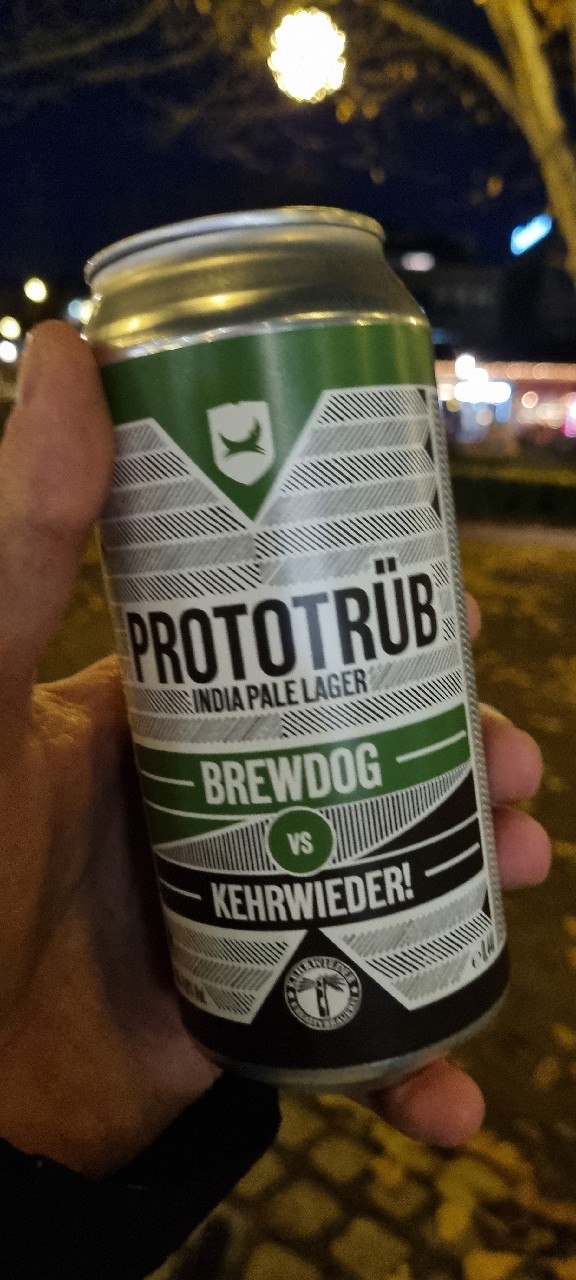 PROTOTRÜB
INDIA PALE LAGER
BREWDOG
VS
KEHRWIEDER!